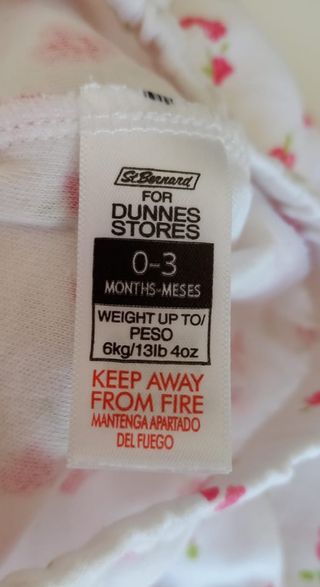 St. Bernard
FOR
DUNNES
STORES
0-3
MONTHS-MESES
WEIGHT UP TO/
PESO
6kg/13lb 4oz
KEEP AWAY
FROM FIRE
MANTENGA APARTADO
DEL FUEGO